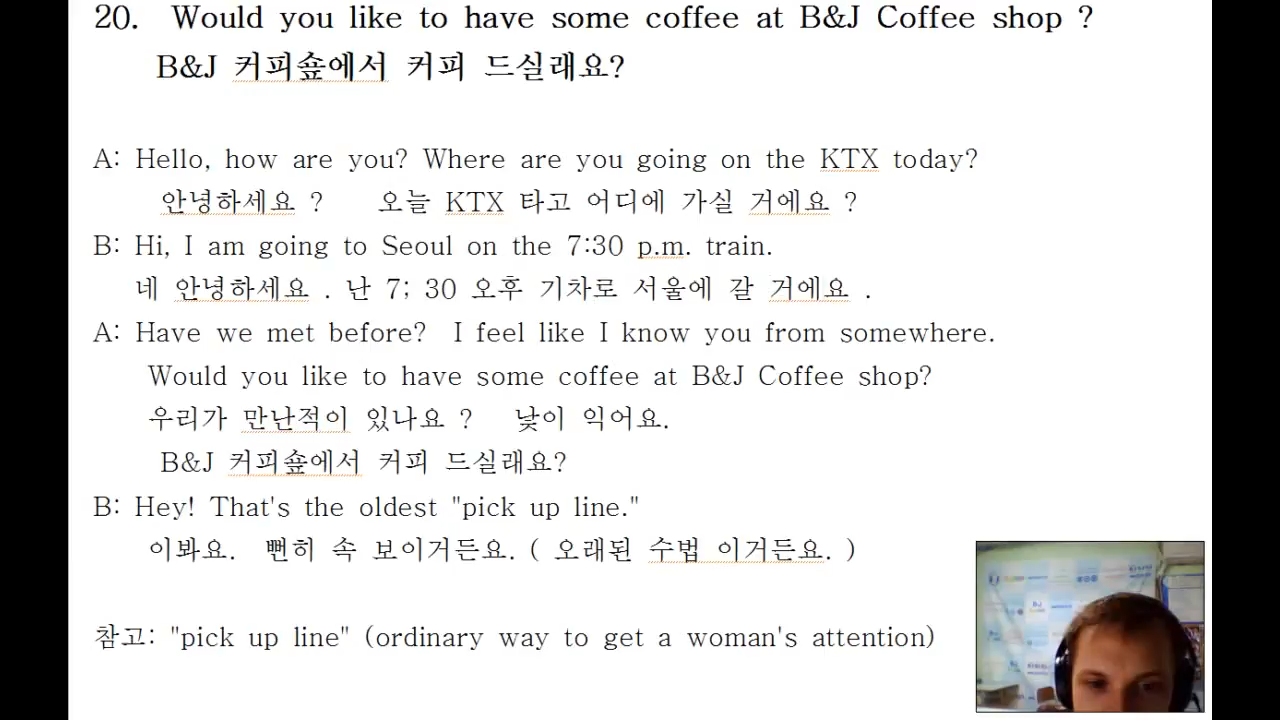 20. Would you like to have some coffee at B&J Coffee shop ?
B&J 커피숖에서 커피 드실래요?
A: Hello, how are you? Where are you going on the KTX today?
안녕하세요 ? 오늘 KTX 타고 어디에 가실 거에요 ?
B: Hi, I am going to Seoul on the 7:30 p.m. train.
네 안녕하세요 . 난 7; 30 오후 기차로 서울에 갈 거에요 .
A: Have we met before? I feel like I know you from somewhere.
Would you like to have some coffee at B&J Coffee shop?
우리가 만난적이 있나요 ? 낯이 익어요.
B&J 커피숖에서 커피 드실래요?
B: Hey! That's the oldest "pick up line."
이봐요. 뻔히 속 보이거든요. ( 오래된 수법 이거든요. )
참고: "pick up line" (ordinary way to get a woman's attention)